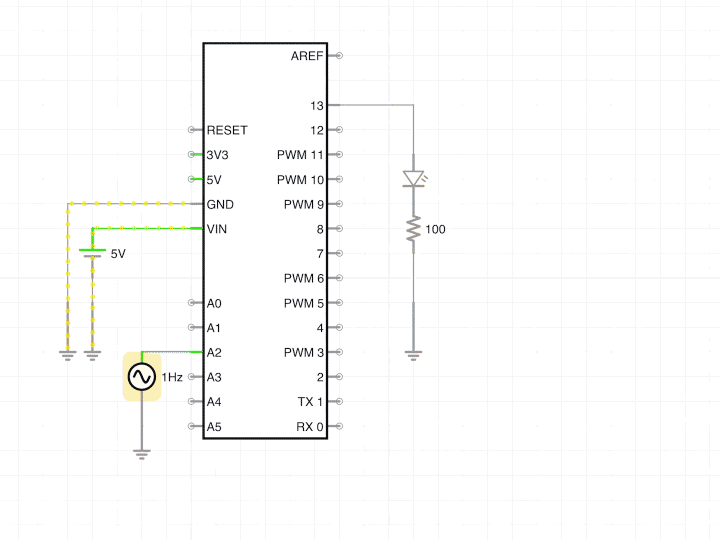 AREF
13
RESET 12
3V3 PWM 11
5V PWM 10
GND PWM 9
VIN 8
100
7
5V
PWM 6
A0 PWM 5
A1 4
A2 PWM 3
1Hz
A3 2
A4 TX 1
A5 RX 0